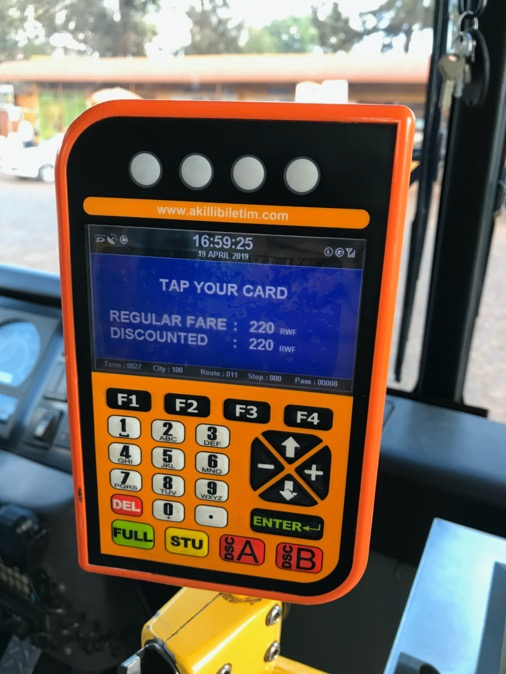 www.akillibiletim.com
16:59:25
19 APRIL 2019
TAP YOUR CARD
REGULAR FARE : 220 RWF
DISCOUNTED : 220 RWF
Term : 0027 City : 100 Route : 011 Stop : 000 Pass : 00008
F1 F2 F3 F4
1 2 ABC 3 DEF
4 GHI 5 JKL 6 MNO
7 PQRS 8 TUV 9 WXYZ
DEL 0 .
- +
ENTER
FULL STU DSC A DSC B